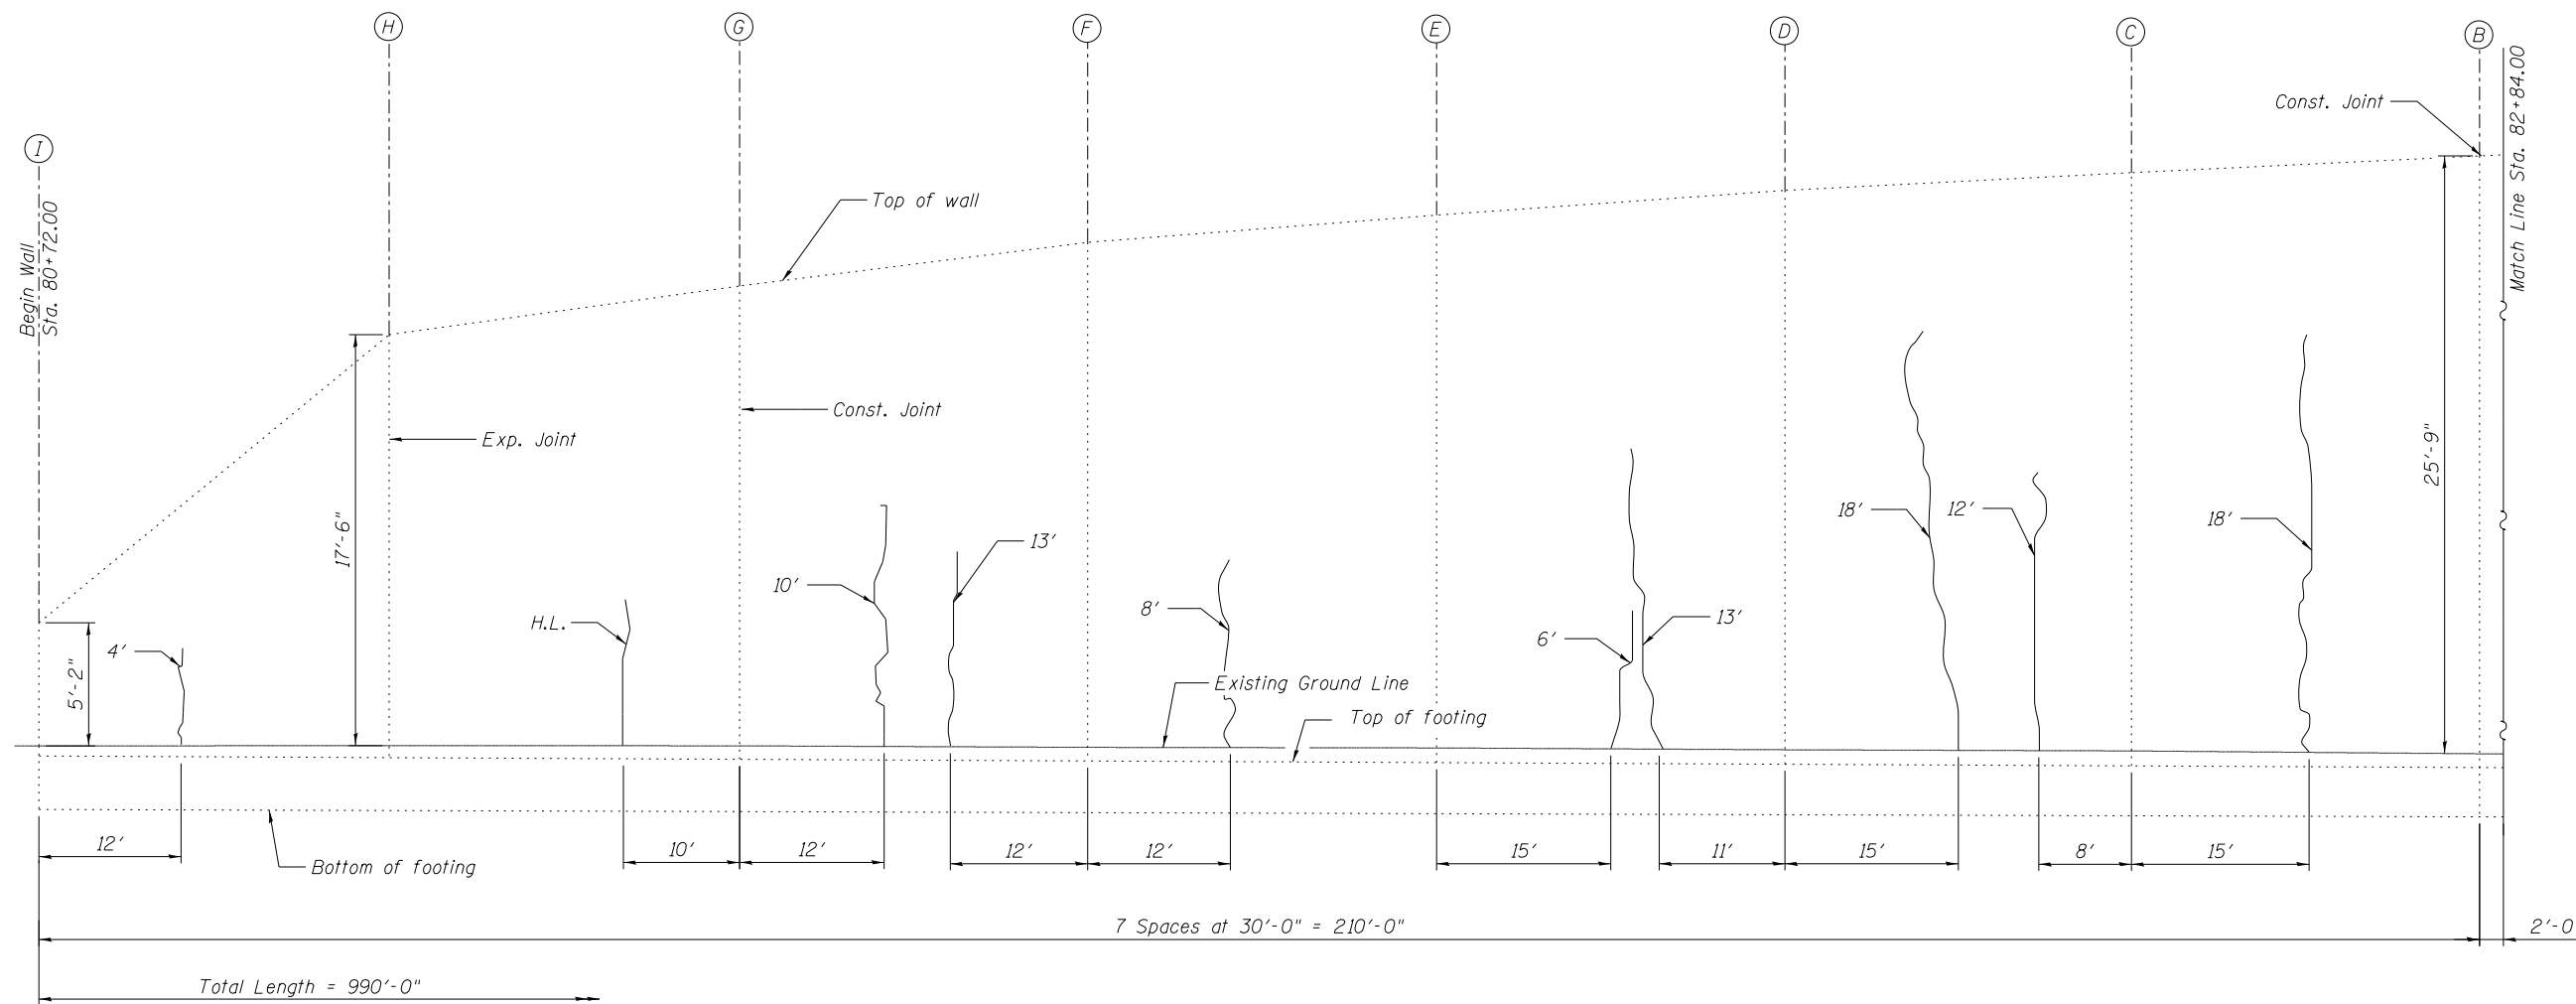 H
G
F
E
D
C
B
I
Begin Wall
Sta. 80+72.00
Match Line Sta. 82+84.00
Const. Joint
Top of wall
Const. Joint
Exp. Joint
17'-6"
25'-9"
5'-2"
4'
H.L.
10'
13'
8'
6'
13'
18'
12'
18'
Existing Ground Line
Top of footing
Bottom of footing
12'
10'
12'
12'
12'
15'
11'
15'
8'
15'
7 Spaces at 30'-0" = 210'-0"
2'-0
Total Length = 990'-0"